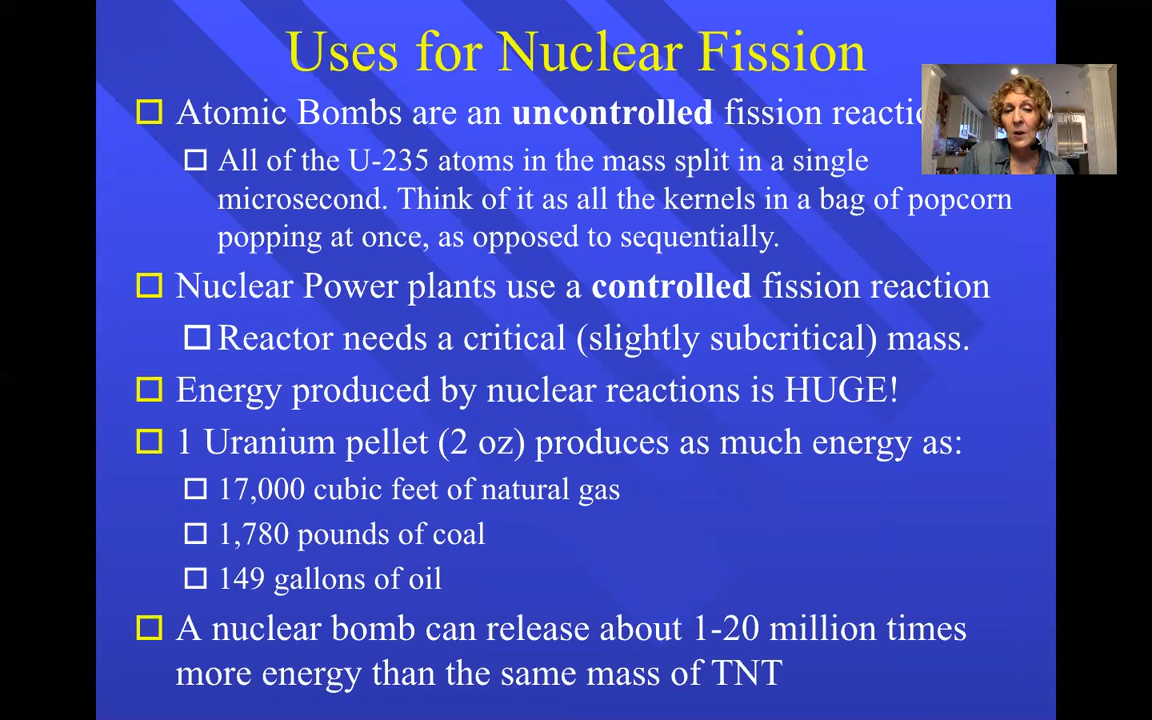 Uses for Nuclear Fission
Atomic Bombs are an uncontrolled fission
All of the U-235 atoms in the mass split in a single
microsecond. Think of it as all the kernels in a bag of popcorn
popping at once, as opposed to sequentially.
Nuclear Power plants use a controlled fission reaction
Reactor needs a critical (slightly subcritical) mass.
Energy produced by nuclear reactions is HUGE!
1 Uranium pellet (2 oz) produces as much energy as:
17,000 cubic feet of natural gas
1,780 pounds of coal
149 gallons of oil
A nuclear bomb can release about 1-20 million times
more energy than the same mass of TNT